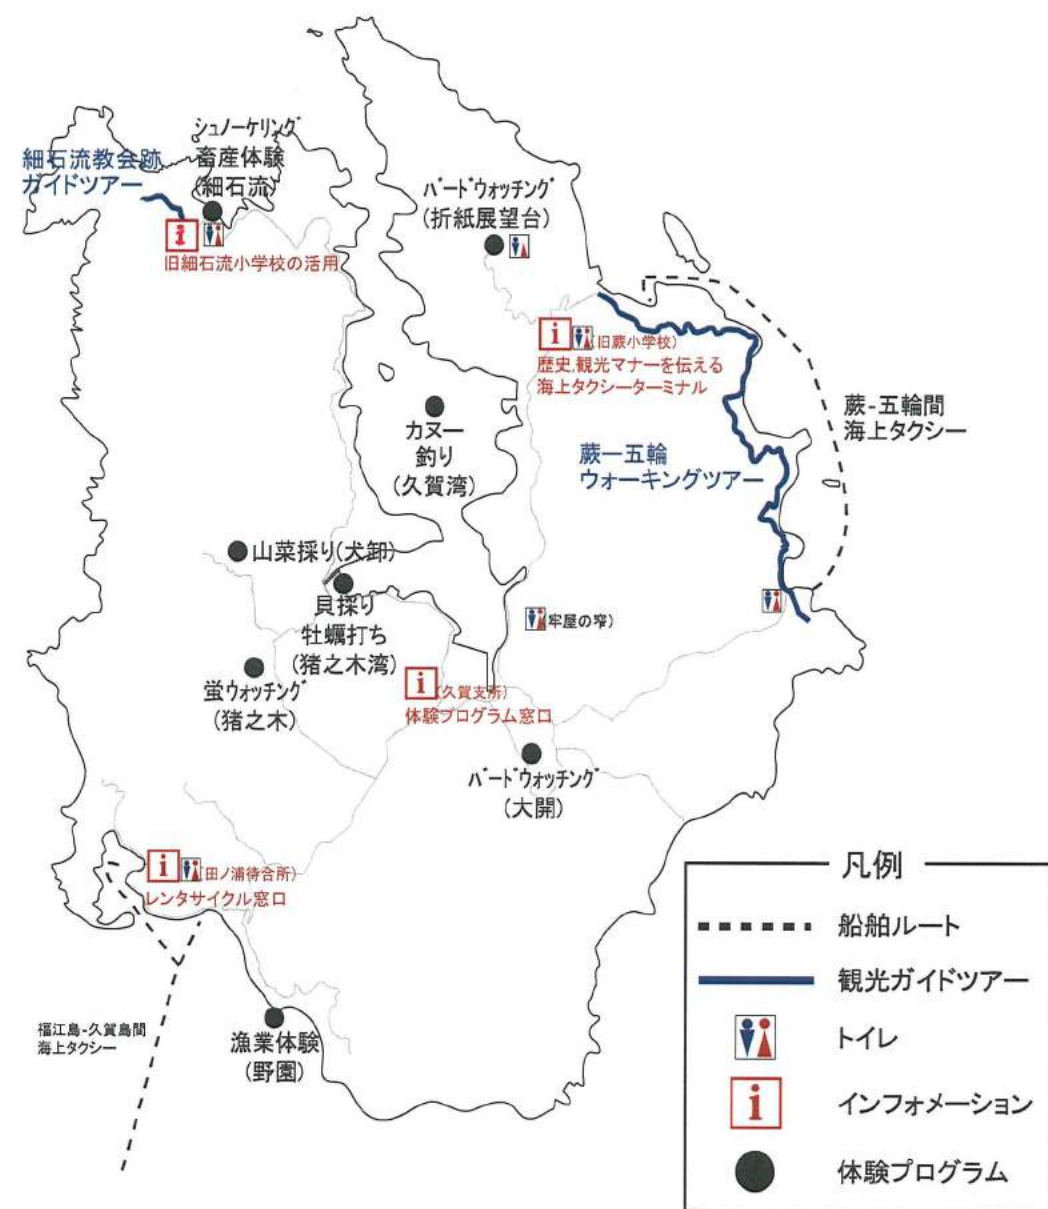 シュノーケリング
畜産体験
(細石流)
細石流教会跡
ガイドツアー
旧細石流小学校の活用
バードウォッチング
(折紙展望台)
(旧蕨小学校)
歴史,観光マナーを伝える
海上タクシーターミナル
蕨-五輪間
海上タクシー
カヌー
釣り
(久賀湾)
蕨ー五輪
ウォーキングツアー
山菜採り(犬卸)
貝採り
牡蠣打ち
(猪之木湾)
牢屋の窄)
蛍ウォッチング
(猪之木)
(久賀支所)
体験プログラム窓口
バードウォッチング
(大開)
(田ノ浦待合所)
レンタサイクル窓口
福江島-久賀島間
海上タクシー
漁業体験
(野園)
凡例
船舶ルート
観光ガイドツアー
トイレ
i インフォメーション
体験プログラム